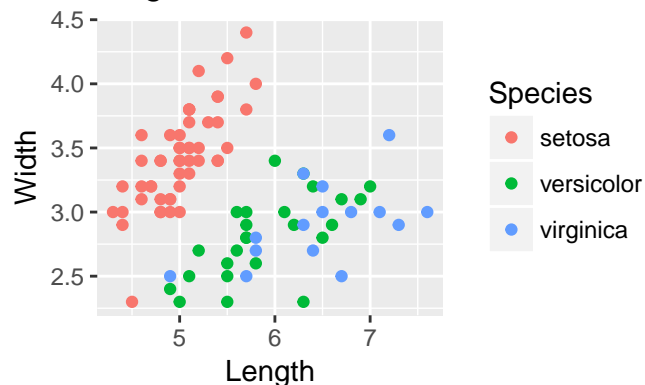 4.5
4.0
3.5
3.0
2.5
Width
5 6 7
Length
Species
setosa
versicolor
virginica